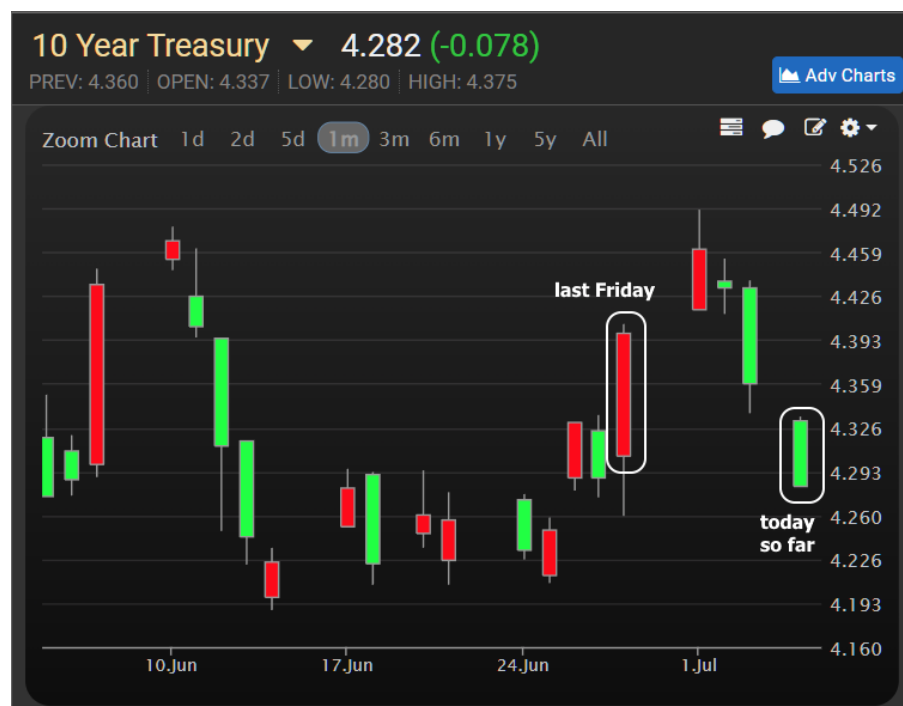 10 Year Treasury 4.282 (-0.078)
PREV: 4.360 OPEN: 4.337 LOW: 4.280 HIGH: 4.375
Adv Charts
Zoom Chart 1d 2d 5d 1m 3m 6m 1y 5y All
4.526
4.492
4.459
last Friday
4.426
4.393
4.359
4.326
4.293
today
so far
4.260
4.226
4.193
4.160
10.Jun 17.Jun 24.Jun 1.Jul